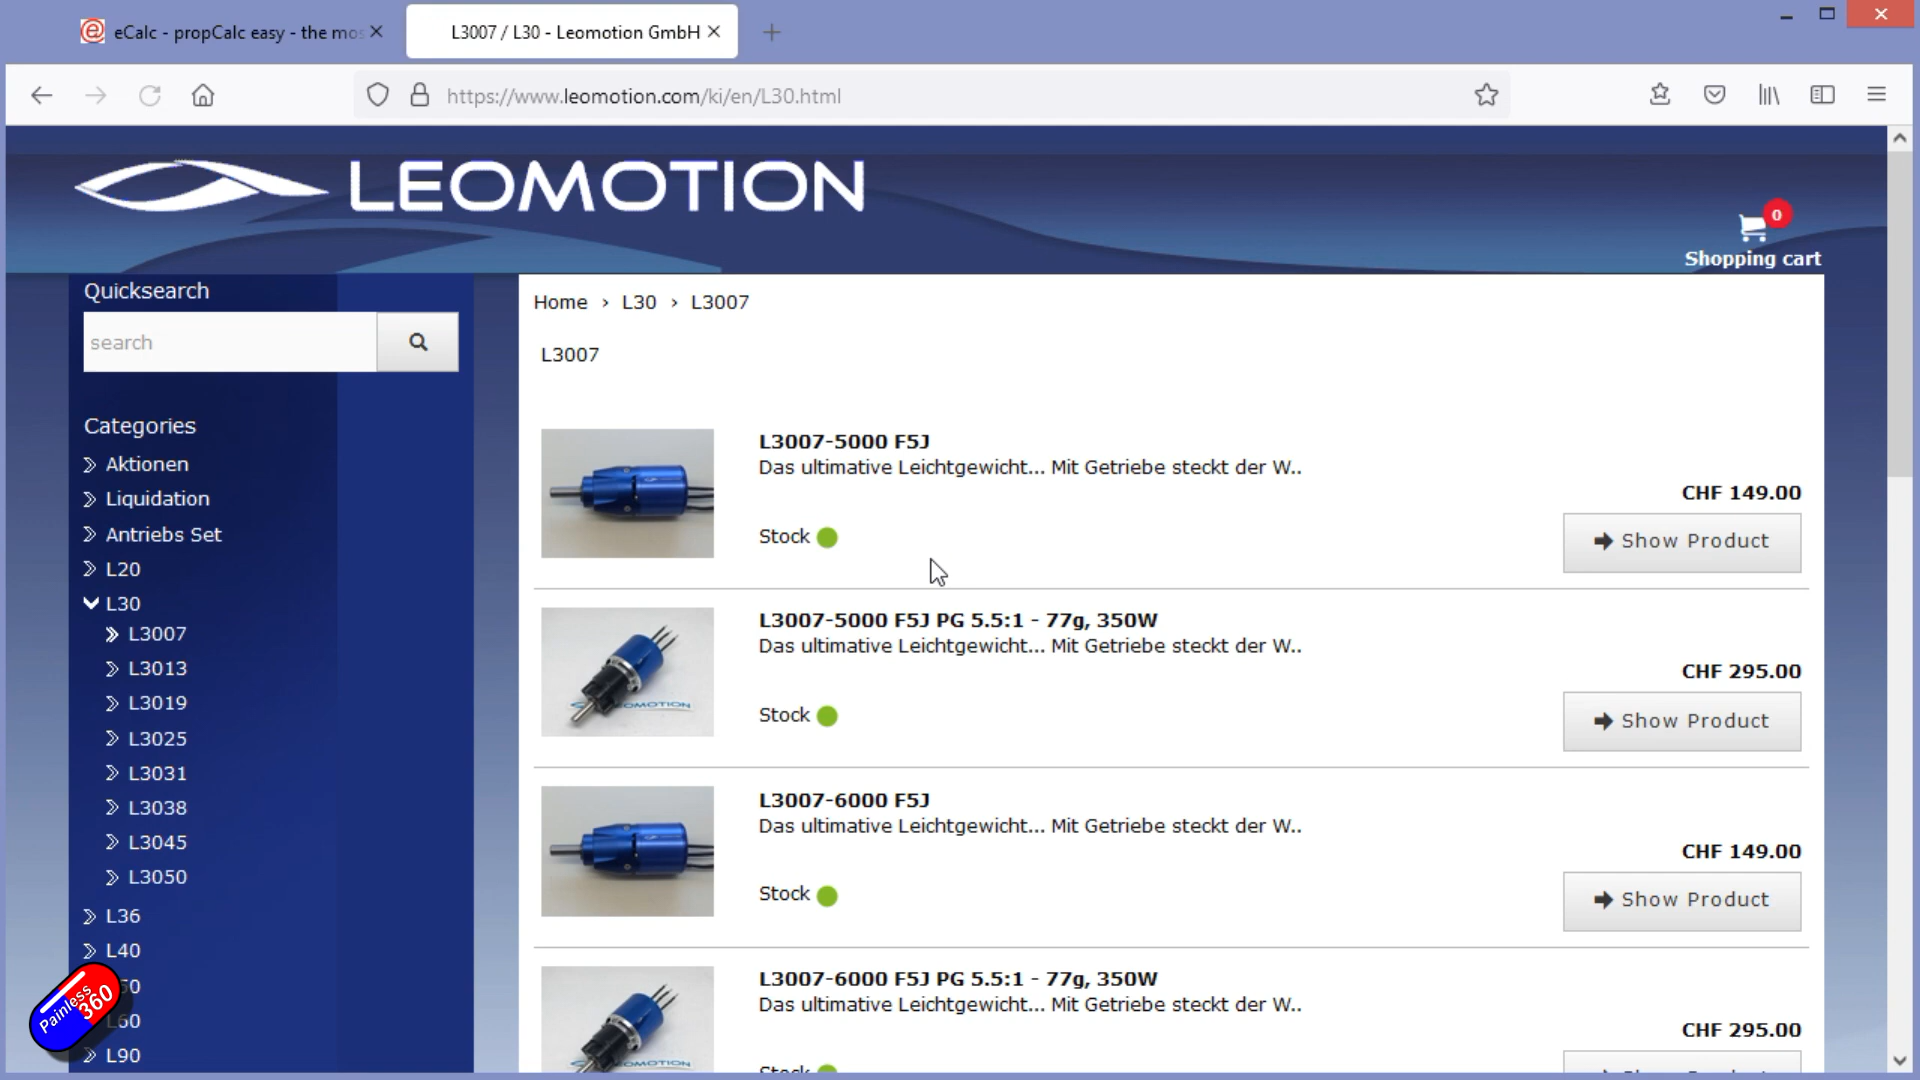 eCalc - propCalc easy - the mos
L3007 / L30 - Leomotion GmbH
https://www.leomotion.com/ki/en/L30.html
LEOMOTION
0
Shopping cart
Quicksearch
search
Categories
Aktionen
Liquidation
Antriebs Set
L20
L30
L3007
L3013
L3019
L3025
L3031
L3038
L3045
L3050
L36
L40
50
L60
L90
Painless
360
Home › L30 › L3007
L3007
L3007-5000 F5J
Das ultimative Leichtgewicht... Mit Getriebe steckt der W..
CHF 149.00
Stock
Show Product
L3007-5000 F5J PG 5.5:1 - 77g, 350W
Das ultimative Leichtgewicht... Mit Getriebe steckt der W..
CHF 295.00
Stock
Show Product
L3007-6000 F5J
Das ultimative Leichtgewicht... Mit Getriebe steckt der W..
CHF 149.00
Stock
Show Product
L3007-6000 F5J PG 5.5:1 - 77g, 350W
Das ultimative Leichtgewicht... Mit Getriebe steckt der W..
CHF 295.00
Stock